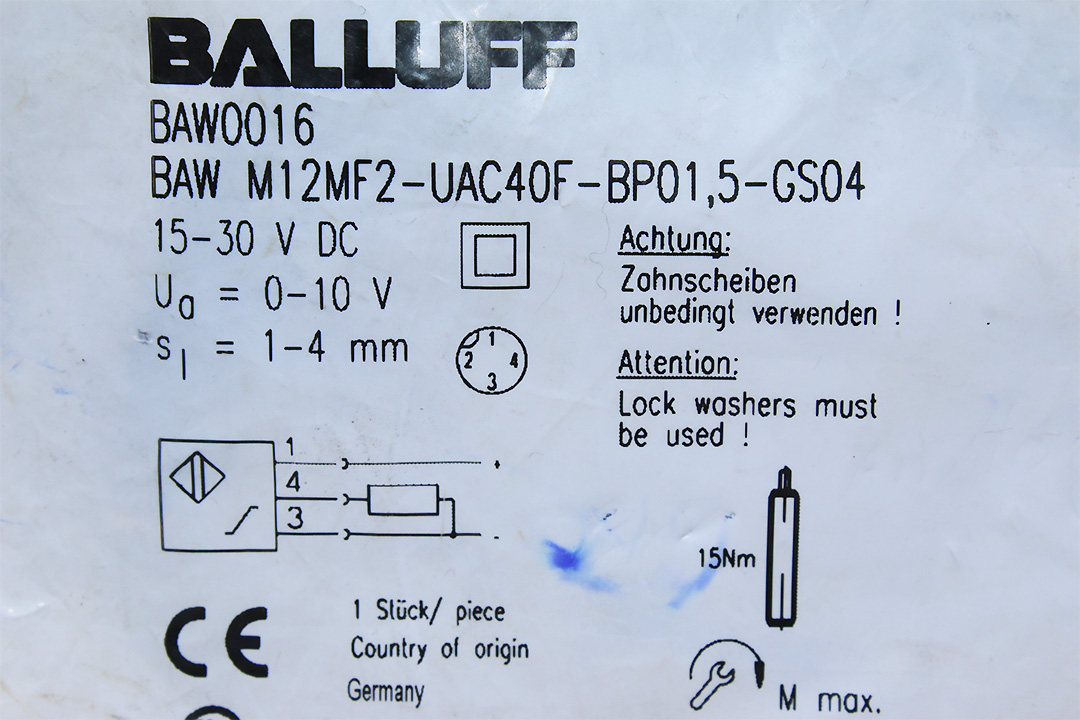 BALLUFF
BAW0016
BAW M12MF2-UAC40F-BP01,5-GS04
15-30 V DC
Ua = 0-10 V
sl = 1-4 mm
1
2 4
3
Achtung:
Zahnscheiben
unbedingt verwenden !
Attention:
Lock washers must
be used !
1
+
4
3
-
15Nm
CE
1 Stück/ piece
Country of origin
Germany
M max.